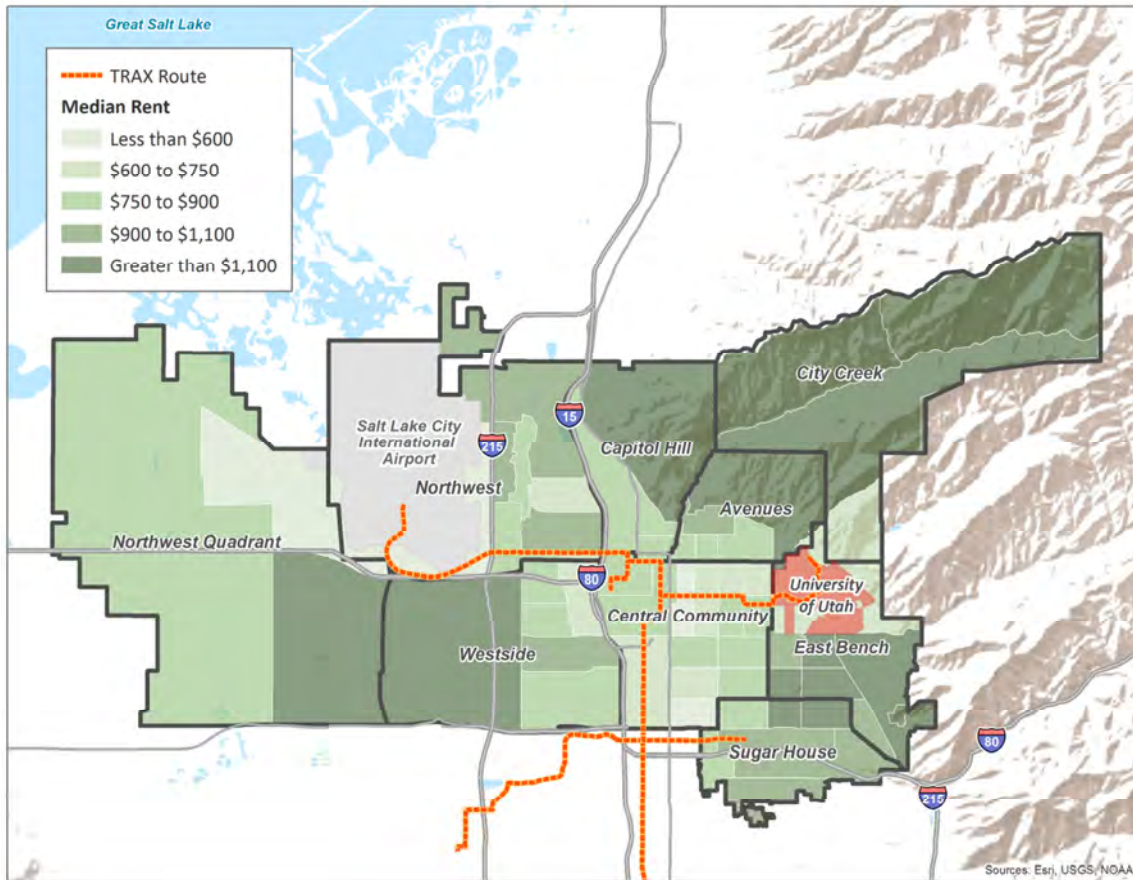 Great Salt Lake
TRAX Route
Median Rent
Less than $600
$600 to $750
$750 to $900
$900 to $1,100
Greater than $1,100
City Creek
15
Salt Lake City
International
Airport
215
Capitol Hill
Northwest
Avenues
Northwest Quadrant
80
University
of Utah
Central Community
East Bench
Westside
Sugar House
80
215
Sources: Esri, USGS, NOAA